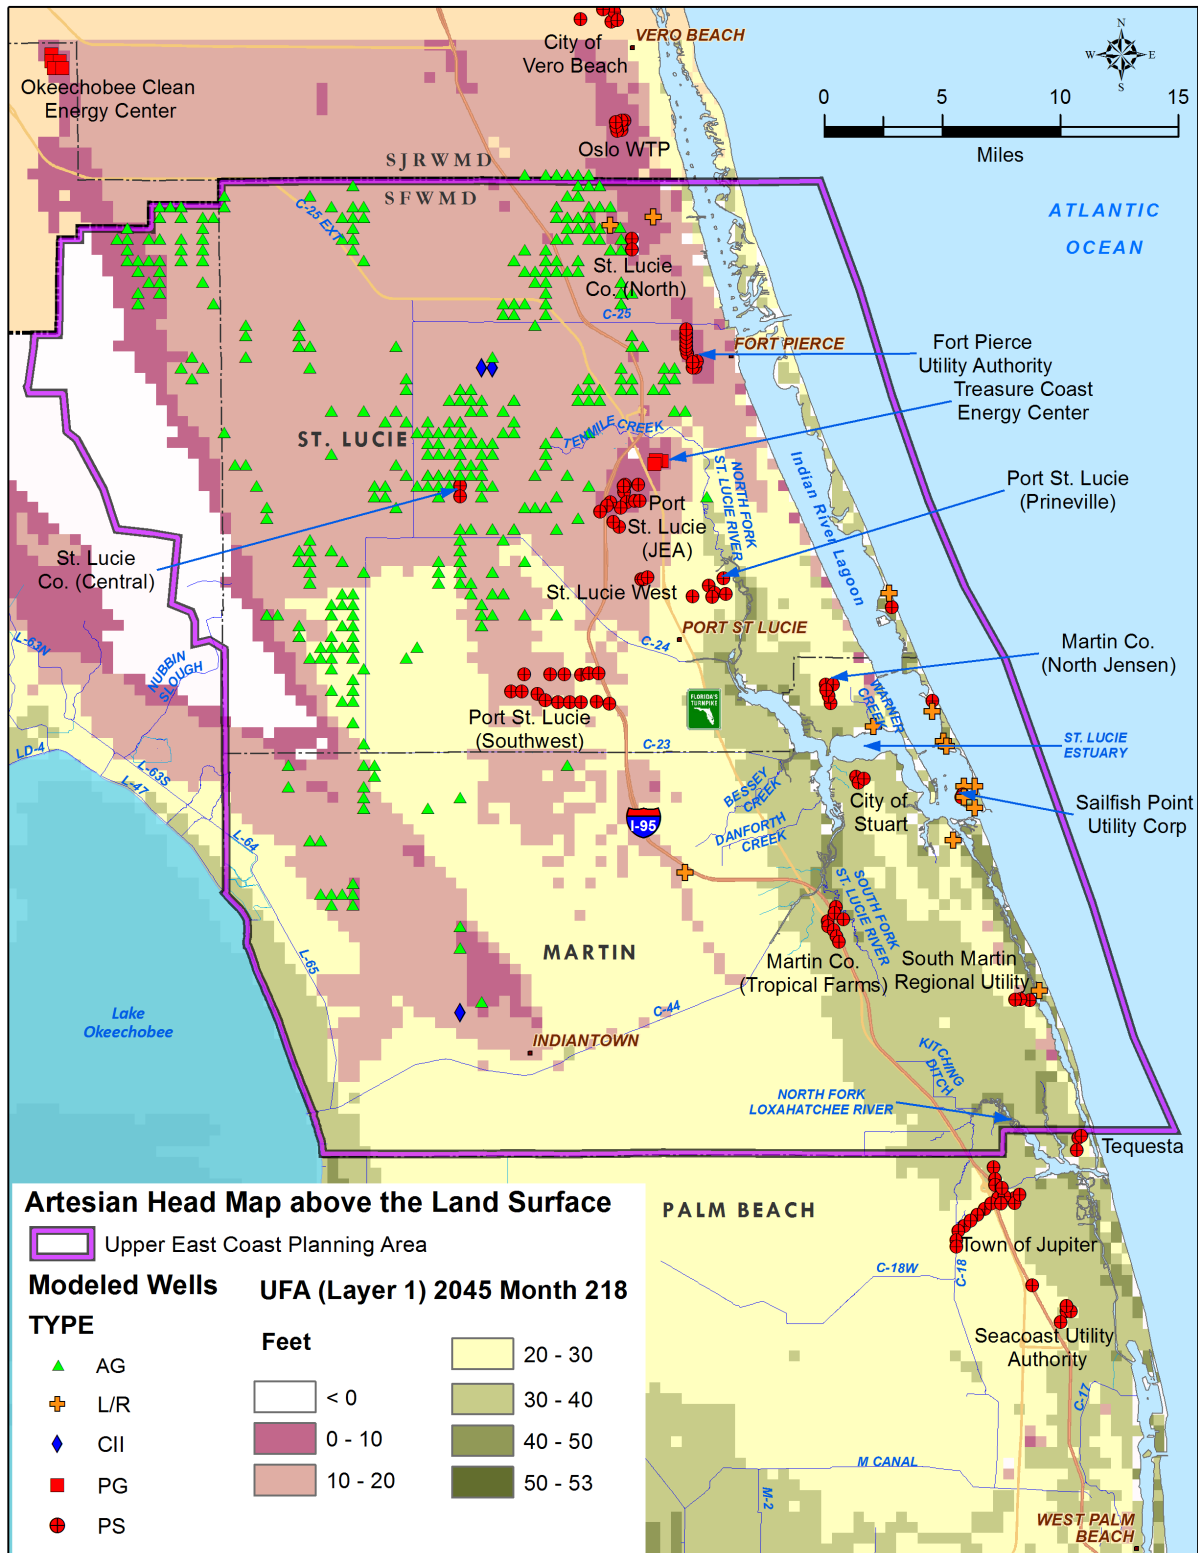 City of
Vero Beach
VERO BEACH
N
W
E
S
Okeechobee Clean
Energy Center
0
5
10
15
Miles
Oslo WTP
SJRWMD
SFWMD
C-25 EXT
ATLANTIC
OCEAN
St. Lucie
Co. (North)
C-25
FORT PIERCE
Fort Pierce
Utility Authority
Treasure Coast
Energy Center
ST. LUCIE
TENMILE CREEK
NORTH FORK
ST. LUCIE RIVER
Indian River Lagoon
Port St. Lucie
(Prineville)
Port
St. Lucie
(JEA)
St. Lucie
Co. (Central)
St. Lucie West
PORT ST LUCIE
C-24
L-63N
NUBBIN
SLOUGH
Martin Co.
(North Jensen)
WARNER
CREEK
FLORIDA'S
TURNPIKE
Port St. Lucie
(Southwest)
C-23
ST. LUCIE
ESTUARY
LD-4
L-63S
L-47
BESSEY
CREEK
City of
Stuart
Sailfish Point
Utility Corp
I-95
DANFORTH
CREEK
L-64
SOUTH FORK
ST. LUCIE RIVER
MARTIN
Martin Co.
(Tropical Farms)
South Martin
Regional Utility
L-65
Lake
Okeechobee
C-44
INDIANTOWN
KITCHING
DITCH
NORTH FORK
LOXAHATCHEE RIVER
Tequesta
PALM BEACH
Town of Jupiter
C-18W
C-18
Seacoast Utility
Authority
C-17
M CANAL
M-2
WEST PALM
BEACH
Artesian Head Map above the Land Surface
Upper East Coast Planning Area
Modeled Wells
UFA (Layer 1) 2045 Month 218
TYPE
AG
L/R
CII
PG
PS
Feet
< 0
0 - 10
10 - 20
20 - 30
30 - 40
40 - 50
50 - 53